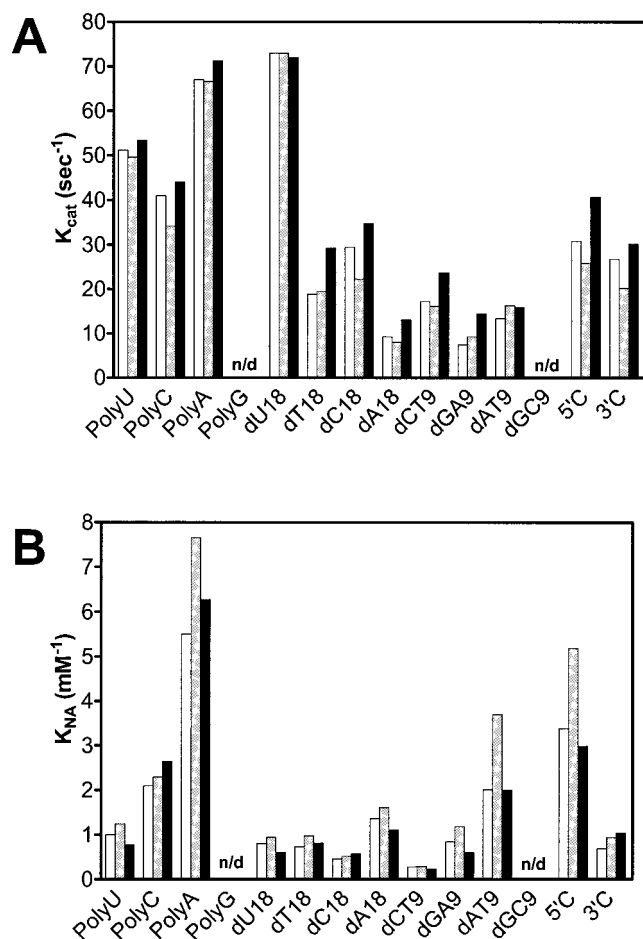 A
K_cat (sec⁻¹)
80
70
60
50
40
30
20
10
0
n/d
n/d
PolyU
PolyC
PolyA
PolyG
dU18
dT18
dC18
dA18
dCT9
dGA9
dAT9
dGC9
5'C
3'C
B
K_NA (mM⁻¹)
8
7
6
5
4
3
2
1
0
n/d
n/d
PolyU
PolyC
PolyA
PolyG
dU18
dT18
dC18
dA18
dCT9
dGA9
dAT9
dGC9
5'C
3'C